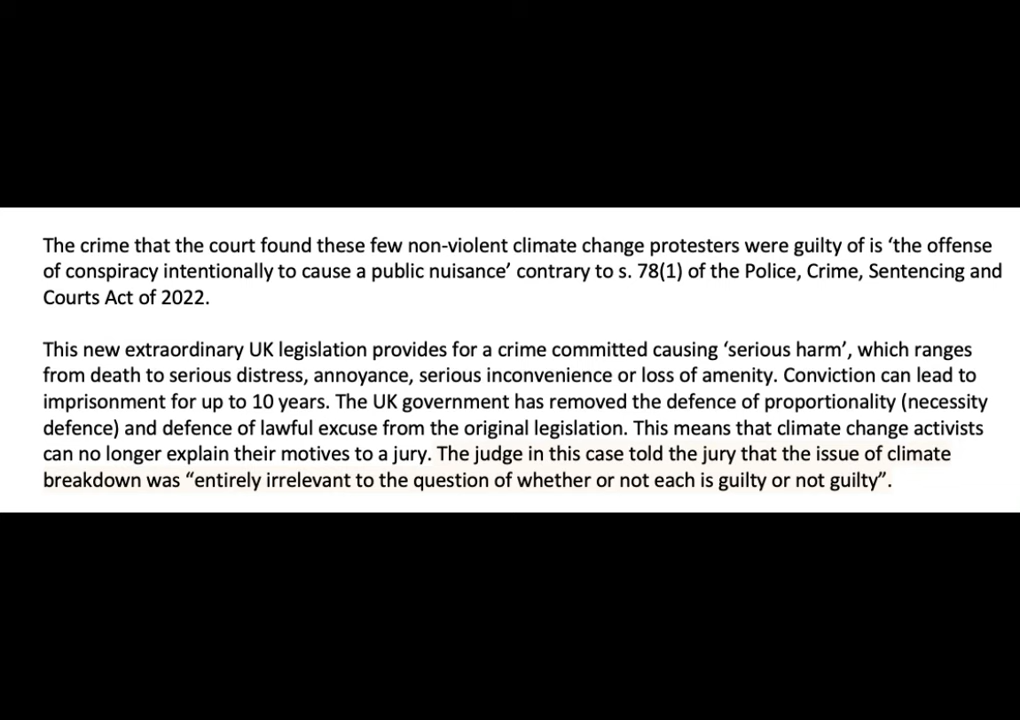 The crime that the court found these few non-violent climate change protesters were guilty of is ‘the offense
of conspiracy intentionally to cause a public nuisance’ contrary to s. 78(1) of the Police, Crime, Sentencing and
Courts Act of 2022.
This new extraordinary UK legislation provides for a crime committed causing ‘serious harm’, which ranges
from death to serious distress, annoyance, serious inconvenience or loss of amenity. Conviction can lead to
imprisonment for up to 10 years. The UK government has removed the defence of proportionality (necessity
defence) and defence of lawful excuse from the original legislation. This means that climate change activists
can no longer explain their motives to a jury. The judge in this case told the jury that the issue of climate
breakdown was “entirely irrelevant to the question of whether or not each is guilty or not guilty”.